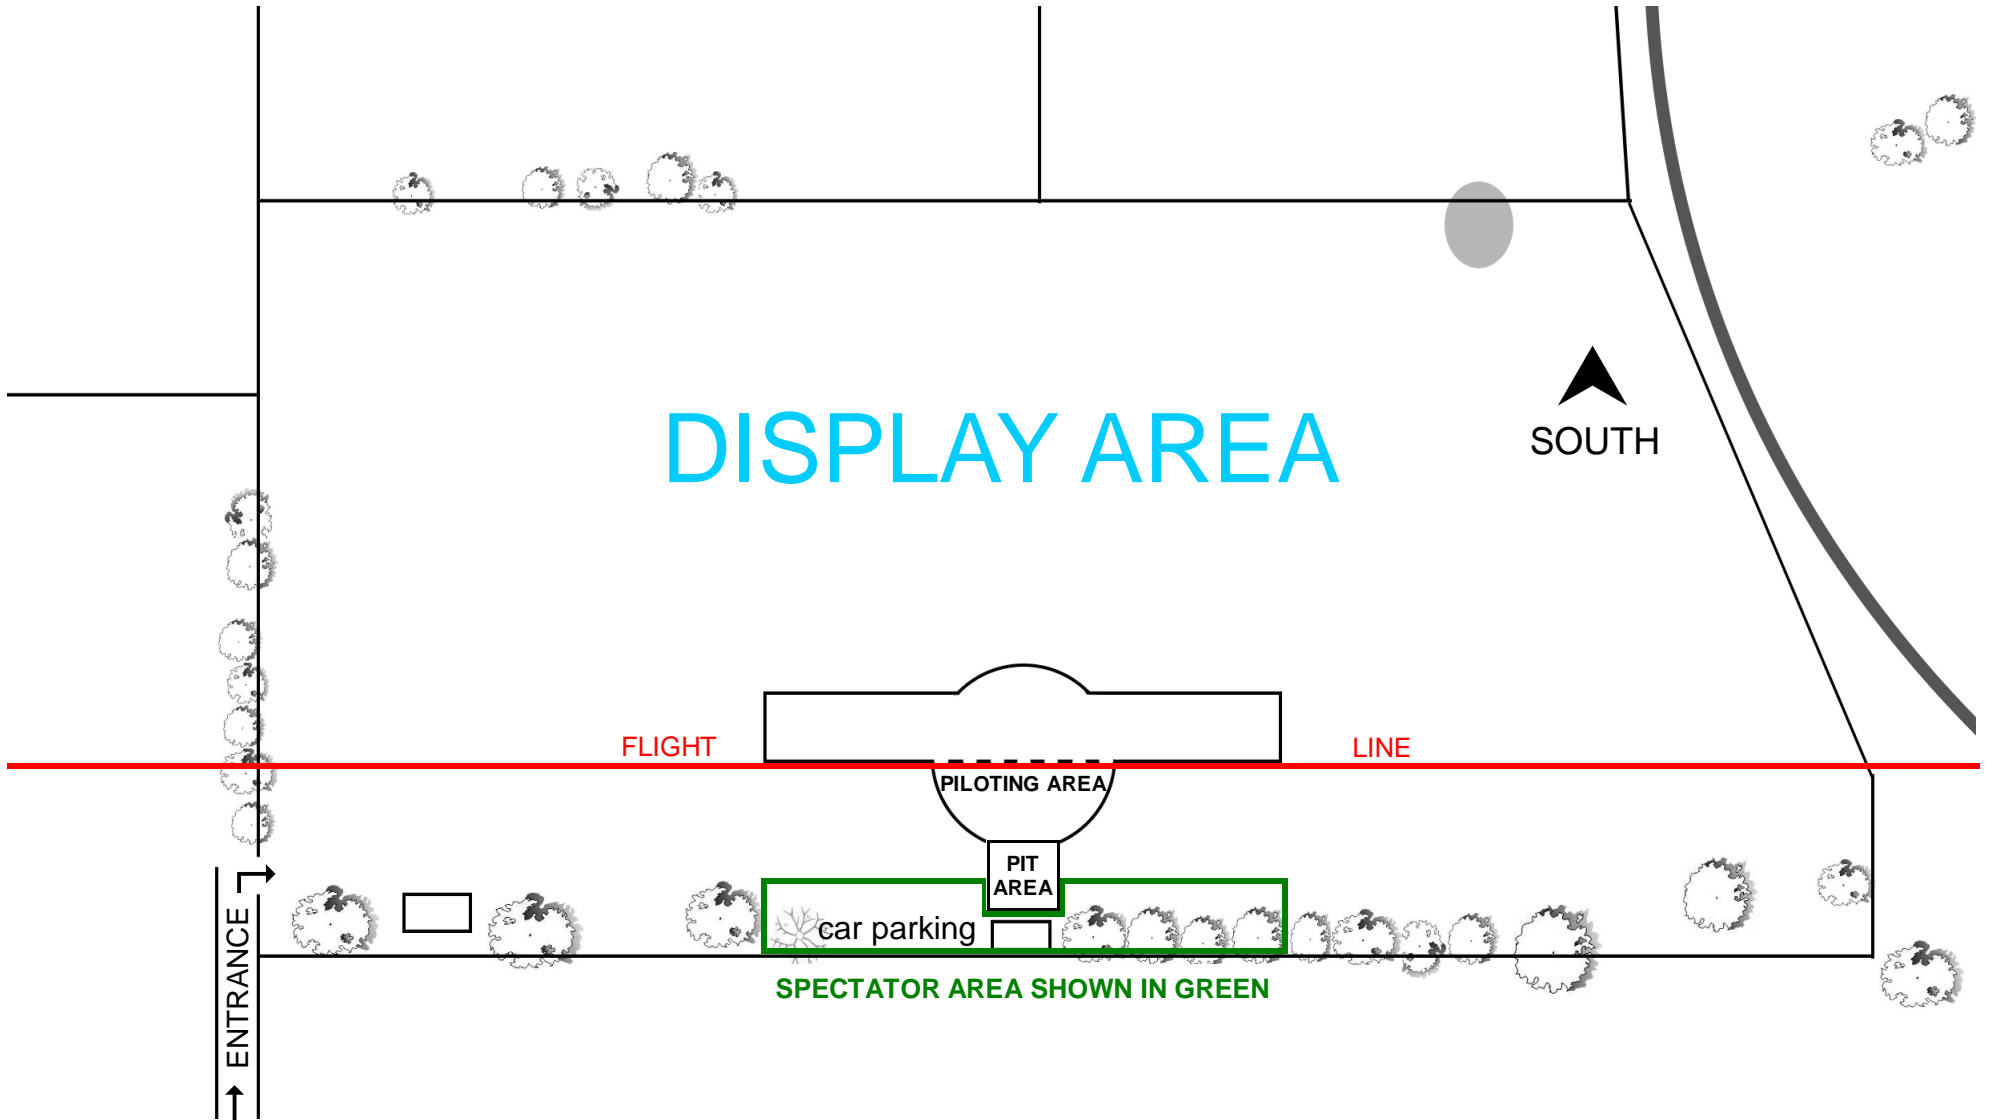 DISPLAY AREA
SOUTH
FLIGHT
LINE
PILOTING AREA
PIT
AREA
car parking
ENTRANCE
SPECTATOR AREA SHOWN IN GREEN